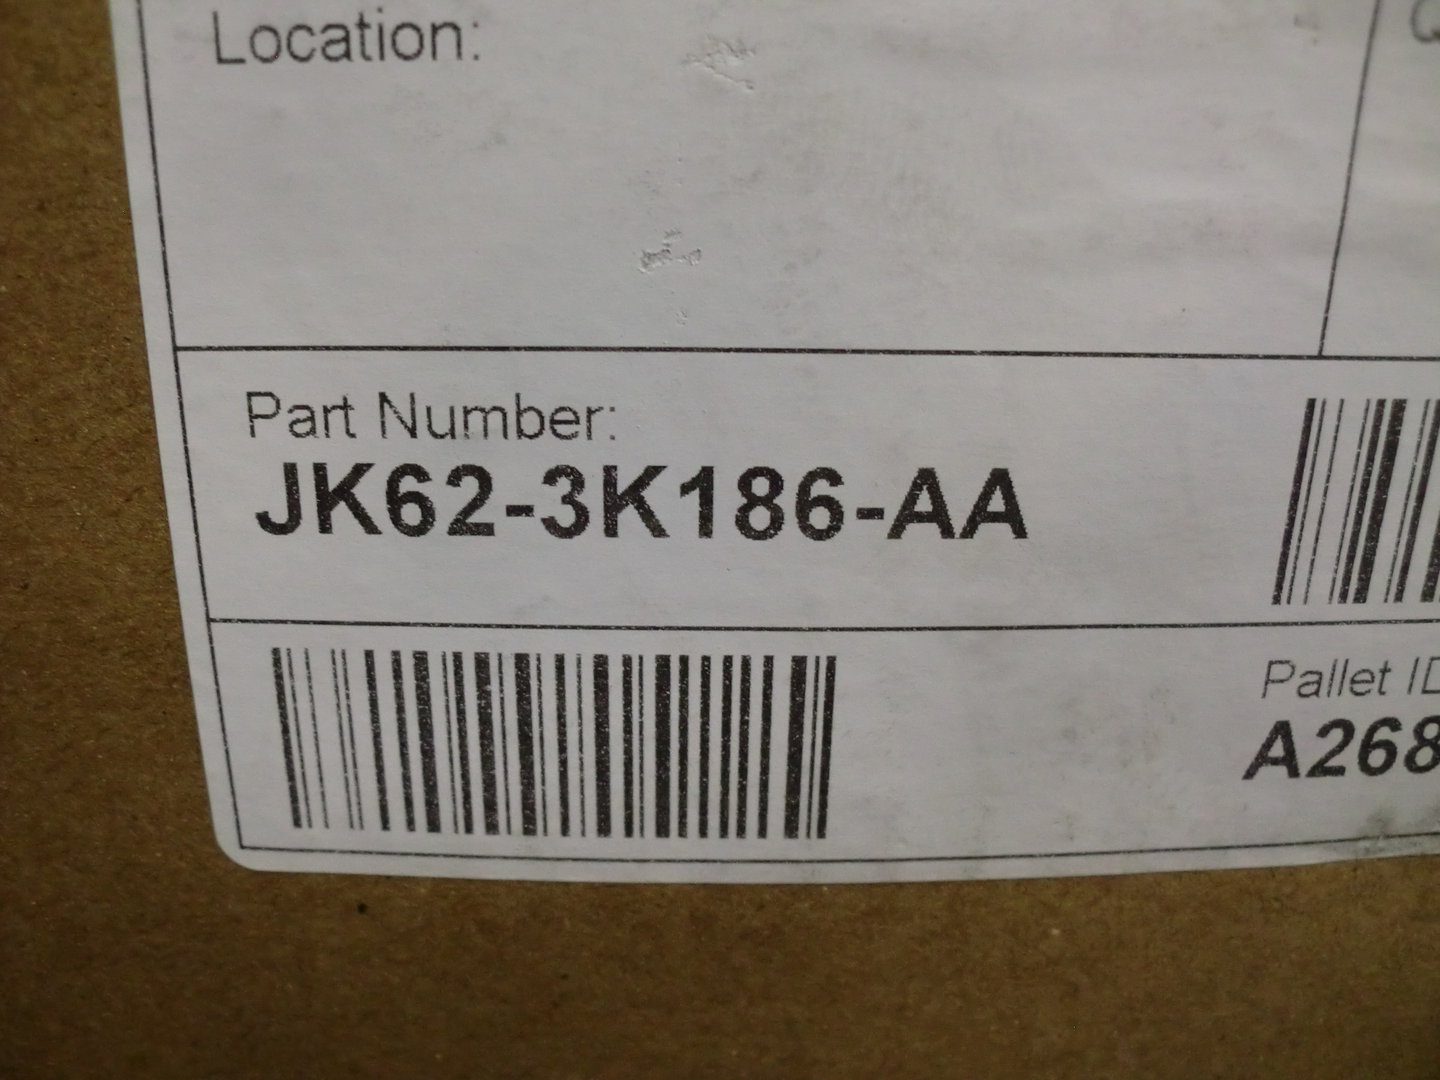 Location:
Part Number:
JK62-3K186-AA
Pallet ID
A268